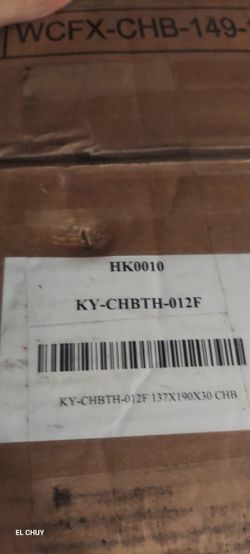 WCFX-CHB-149-
HK0010
KY-CHBTH-012F
KY-CHBTH-012F 137X190X30 CHB
EL CHUY